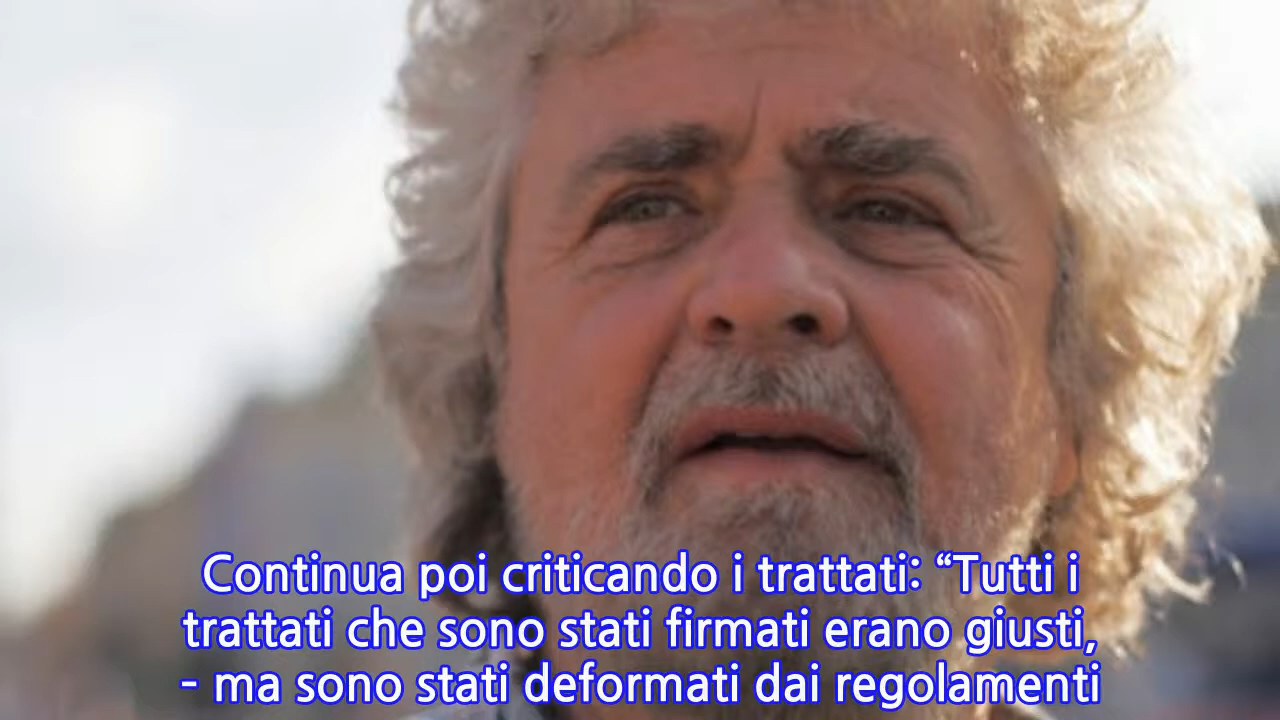 Continua poi criticando i trattati: “Tutti i
trattati che sono stati firmati erano giusti,
- ma sono stati deformati dai regolamenti